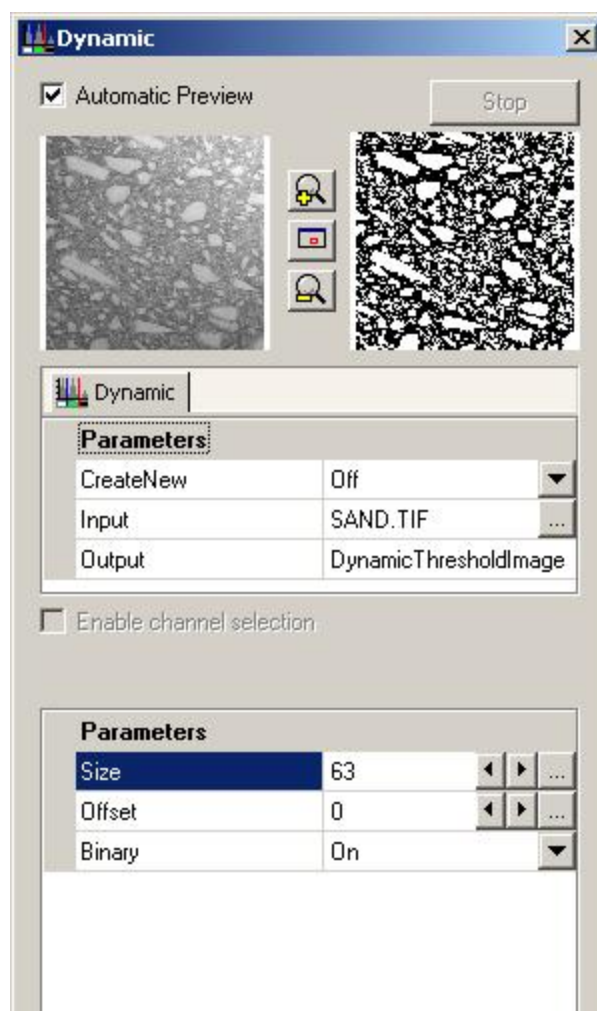 Dynamic
Automatic Preview
Stop
Dynamic
Parameters
CreateNew Off
Input SAND.TIF ...
Output DynamicThresholdImage
Enable channel selection
Parameters
Size 63 ...
Offset 0 ...
Binary On